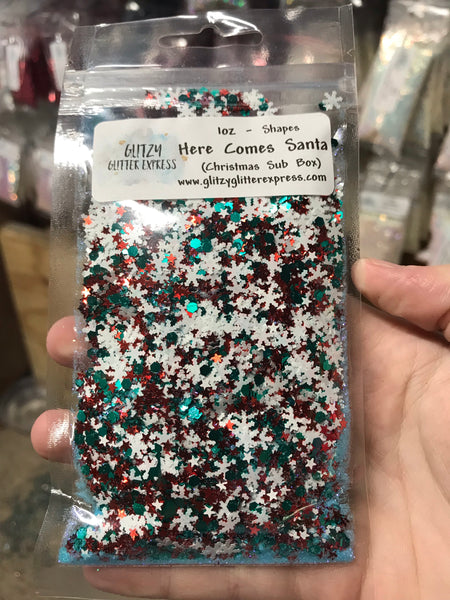 1oz - Shapes
GLITZY
GLITTER EXPRESS
Here Comes Santa
(Christmas Sub Box)
www.glitzyglitterexpress.com